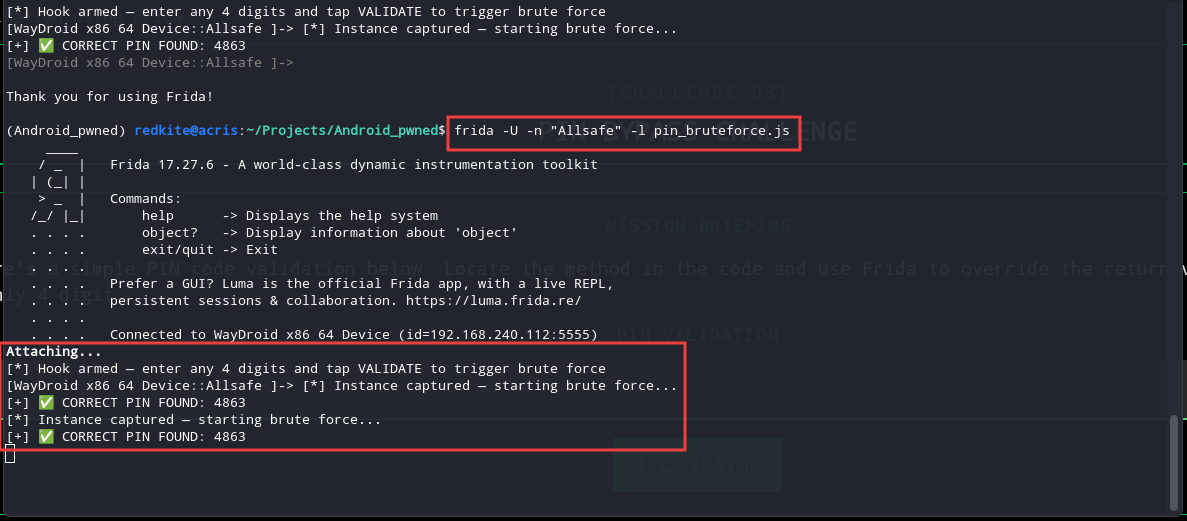 [*] Hook armed — enter any 4 digits and tap VALIDATE to trigger brute force
[WayDroid x86 64 Device::Allsafe ]-> [*] Instance captured — starting brute force...
[+] ✅ CORRECT PIN FOUND: 4863
[WayDroid x86 64 Device::Allsafe ]->
[CHALLENGE 08]
Thank you for using Frida!
PIN BYPASS CHALLENGE
(Android_pwned) redkite@acris:~/Projects/Android_pwned$ frida -U -n "Allsafe" -l pin_bruteforce.js
     ____
    / _  |   Frida 17.27.6 - A world-class dynamic instrumentation toolkit
   | (_| |
    > _  |   Commands:
   /_/ |_|       help      -> Displays the help system
   . . . .       object?   -> Display information about 'object'
   . . . .       exit/quit -> Exit
   . . . .
   . . . .   Prefer a GUI? Luma is the official Frida app, with a live REPL,
   . . . .   persistent sessions & collaboration. https://luma.frida.re/
   . . . .
   . . . .   Connected to WayDroid x86 64 Device (id=192.168.240.112:5555)
MISSION BRIEFING
simple PIN code validation below. Locate the method in the code and use Frida to override the return
4 digit
PIN VALIDATION
Attaching...
[*] Hook armed — enter any 4 digits and tap VALIDATE to trigger brute force
[WayDroid x86 64 Device::Allsafe ]-> [*] Instance captured — starting brute force...
[+] ✅ CORRECT PIN FOUND: 4863
[*] Instance captured — starting brute force...
[+] ✅ CORRECT PIN FOUND: 4863
[VALIDATE]